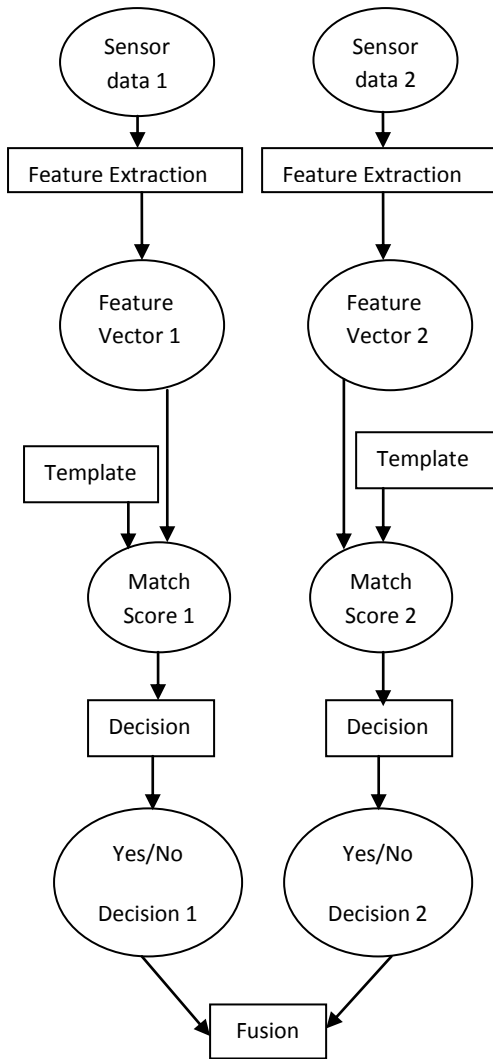 Sensor
data 1
Sensor
data 2
Feature Extraction
Feature Extraction
Feature
Vector 1
Feature
Vector 2
Template
Template
Match
Score 1
Match
Score 2
Decision
Decision
Yes/No
Decision 1
Yes/No
Decision 2
Fusion